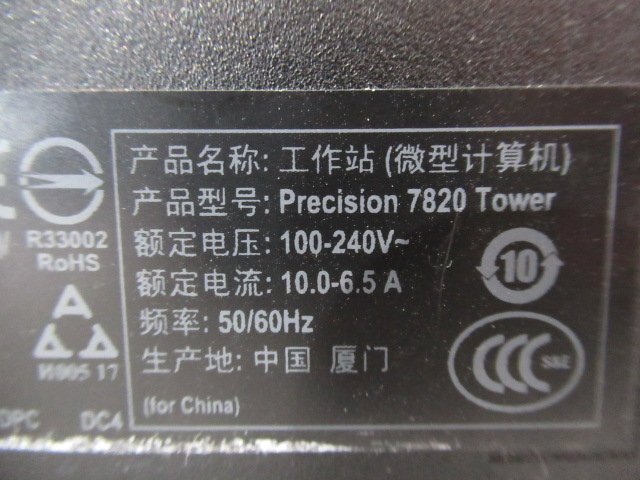 产品名称: 工作站 (微型计算机)
产品型号: Precision 7820 Tower
额定电压: 100-240V~
额定电流: 10.0-6.5 A
频率: 50/60Hz
生产地: 中国 厦门
(for China)
R33002
RoHS
10
CCC
S&E
DPC DC4